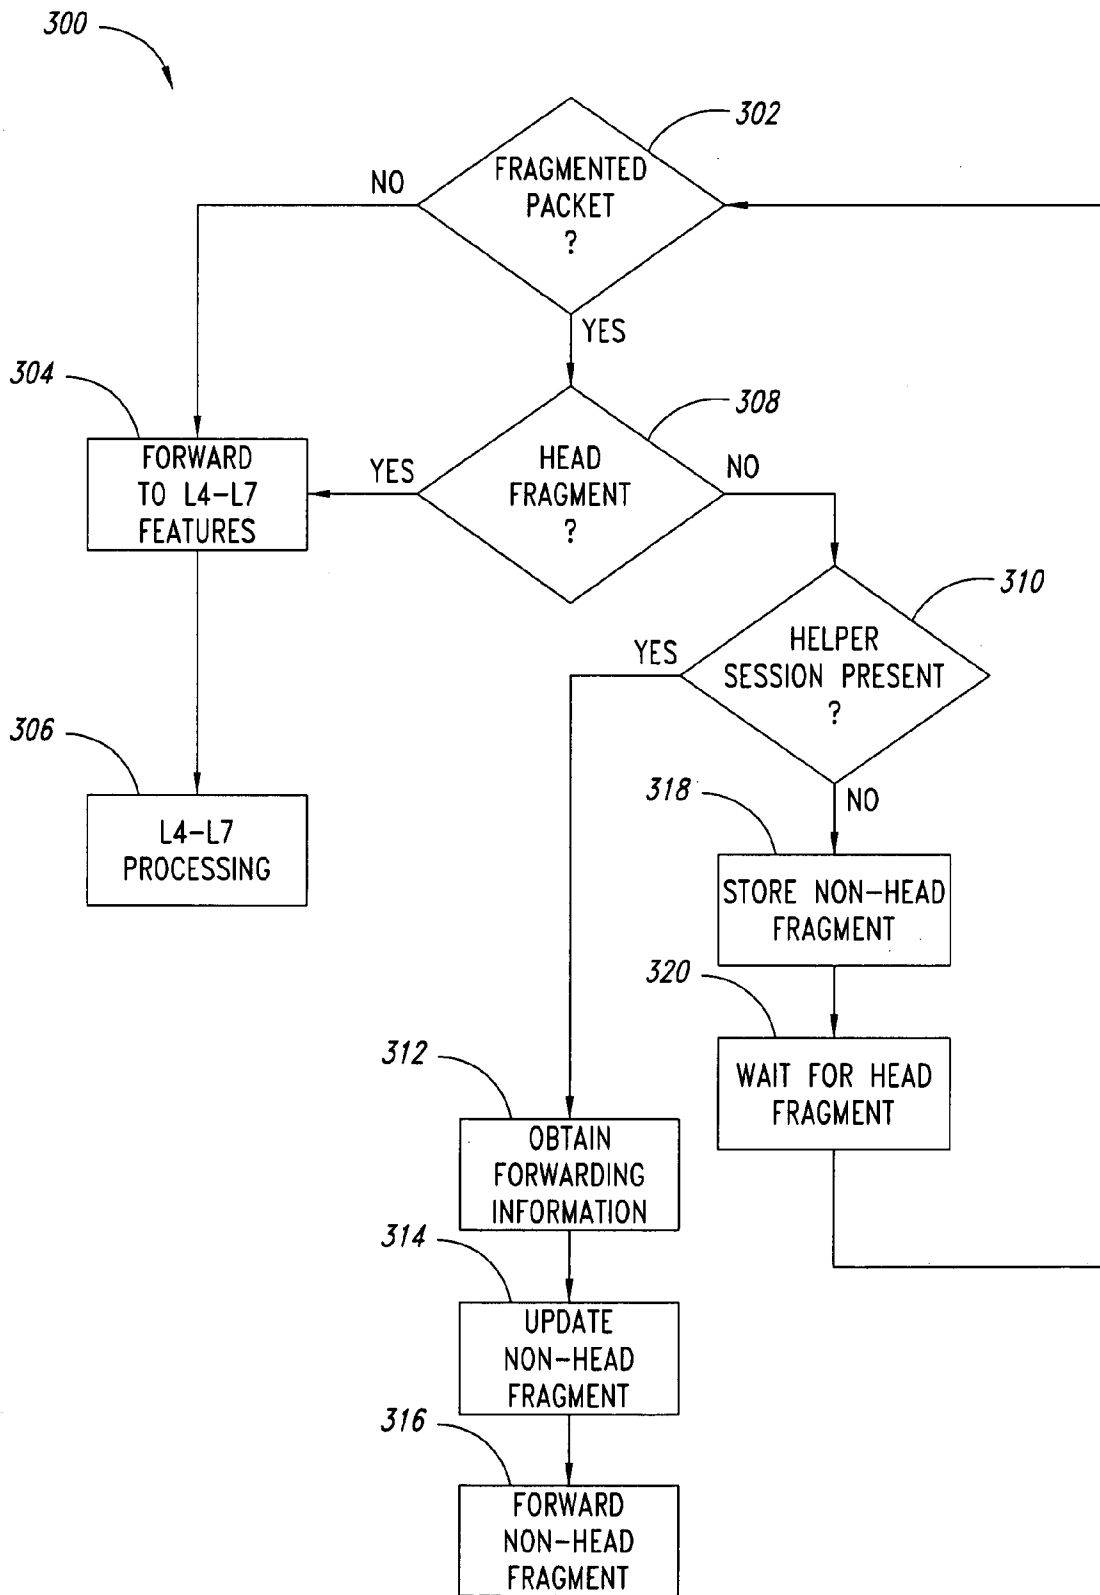 300
302
FRAGMENTED
PACKET
?
NO
YES
304
308
FORWARD
TO L4-L7
FEATURES
YES
HEAD
FRAGMENT
?
NO
310
HELPER
SESSION PRESENT
?
YES
306
L4-L7
PROCESSING
NO
318
STORE NON-HEAD
FRAGMENT
320
WAIT FOR HEAD
FRAGMENT
312
OBTAIN
FORWARDING
INFORMATION
314
UPDATE
NON-HEAD
FRAGMENT
316
FORWARD
NON-HEAD
FRAGMENT